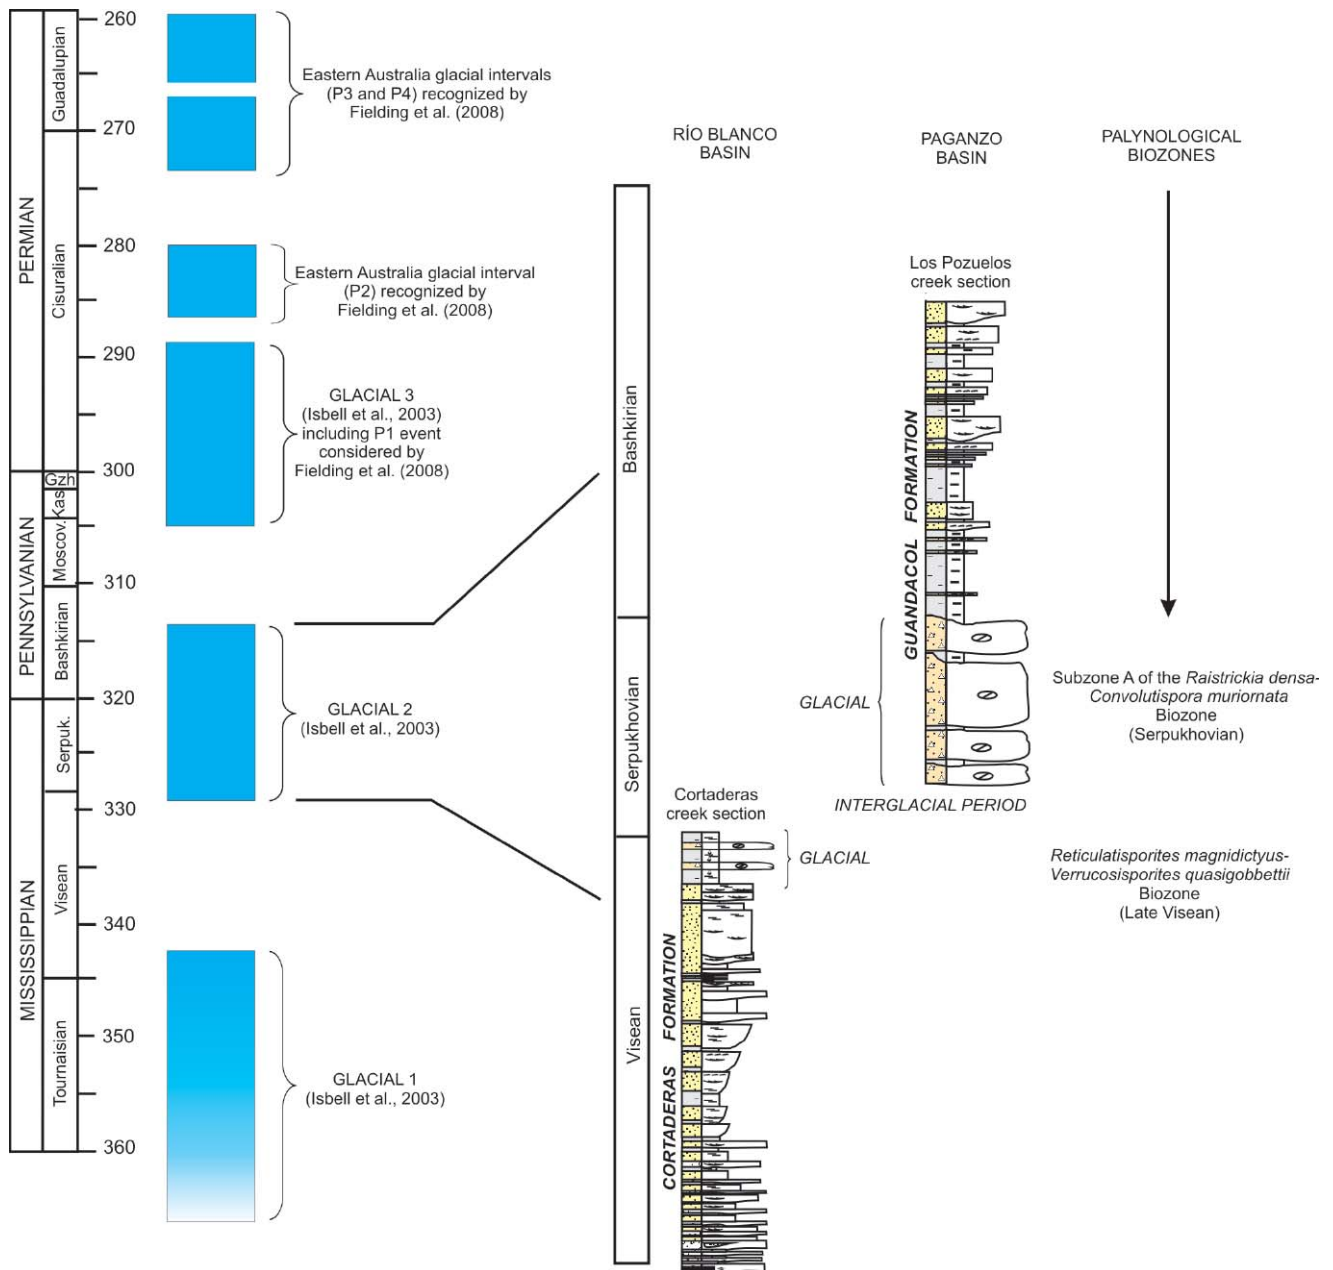 PERMIAN
PENNSYLVANIAN
MISSISSIPPIAN
Guadalupian
Cisuralian
Gzh
Kas
Moscov.
Bashkirian
Serpuk.
Visean
Tournaisian
260
270
280
290
300
310
320
330
340
350
360
Eastern Australia glacial intervals
(P3 and P4) recognized by
Fielding et al. (2008)
Eastern Australia glacial interval
(P2) recognized by
Fielding et al. (2008)
GLACIAL 3
(Isbell et al., 2003)
including P1 event
considered by
Fielding et al. (2008)
GLACIAL 2
(Isbell et al., 2003)
GLACIAL 1
(Isbell et al., 2003)
Bashkirian
Serpukhovian
Visean
RÍO BLANCO
BASIN
Cortaderas
creek section
GLACIAL
CORTADERAS FORMATION
PAGANZO
BASIN
Los Pozuelos
creek section
GUANDACOL FORMATION
GLACIAL
INTERGLACIAL PERIOD
PALYNOLOGICAL
BIOZONES
Subzone A of the Raistrickia densa-
Convolutispora muriornata
Biozone
(Serpukhovian)
Reticulatisporites magnidictyus-
Verrucosisporites quasigobbettii
Biozone
(Late Visean)